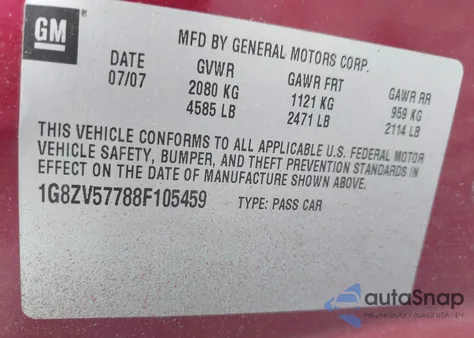 GM
MFD BY GENERAL MOTORS CORP.
DATE GVWR GAWR FRT GAWR RR
07/07 2080 KG 1121 KG 959 KG
4585 LB 2471 LB 2114 LB
THIS VEHICLE CONFORMS TO ALL APPLICABLE U.S. FEDERAL MOTOR
VEHICLE SAFETY, BUMPER, AND THEFT PREVENTION STANDARDS IN
EFFECT ON THE DATE OF MANUFACTURE SHOWN ABOVE.
1G8ZV57788F105459 TYPE: PASS CAR
autoSnap